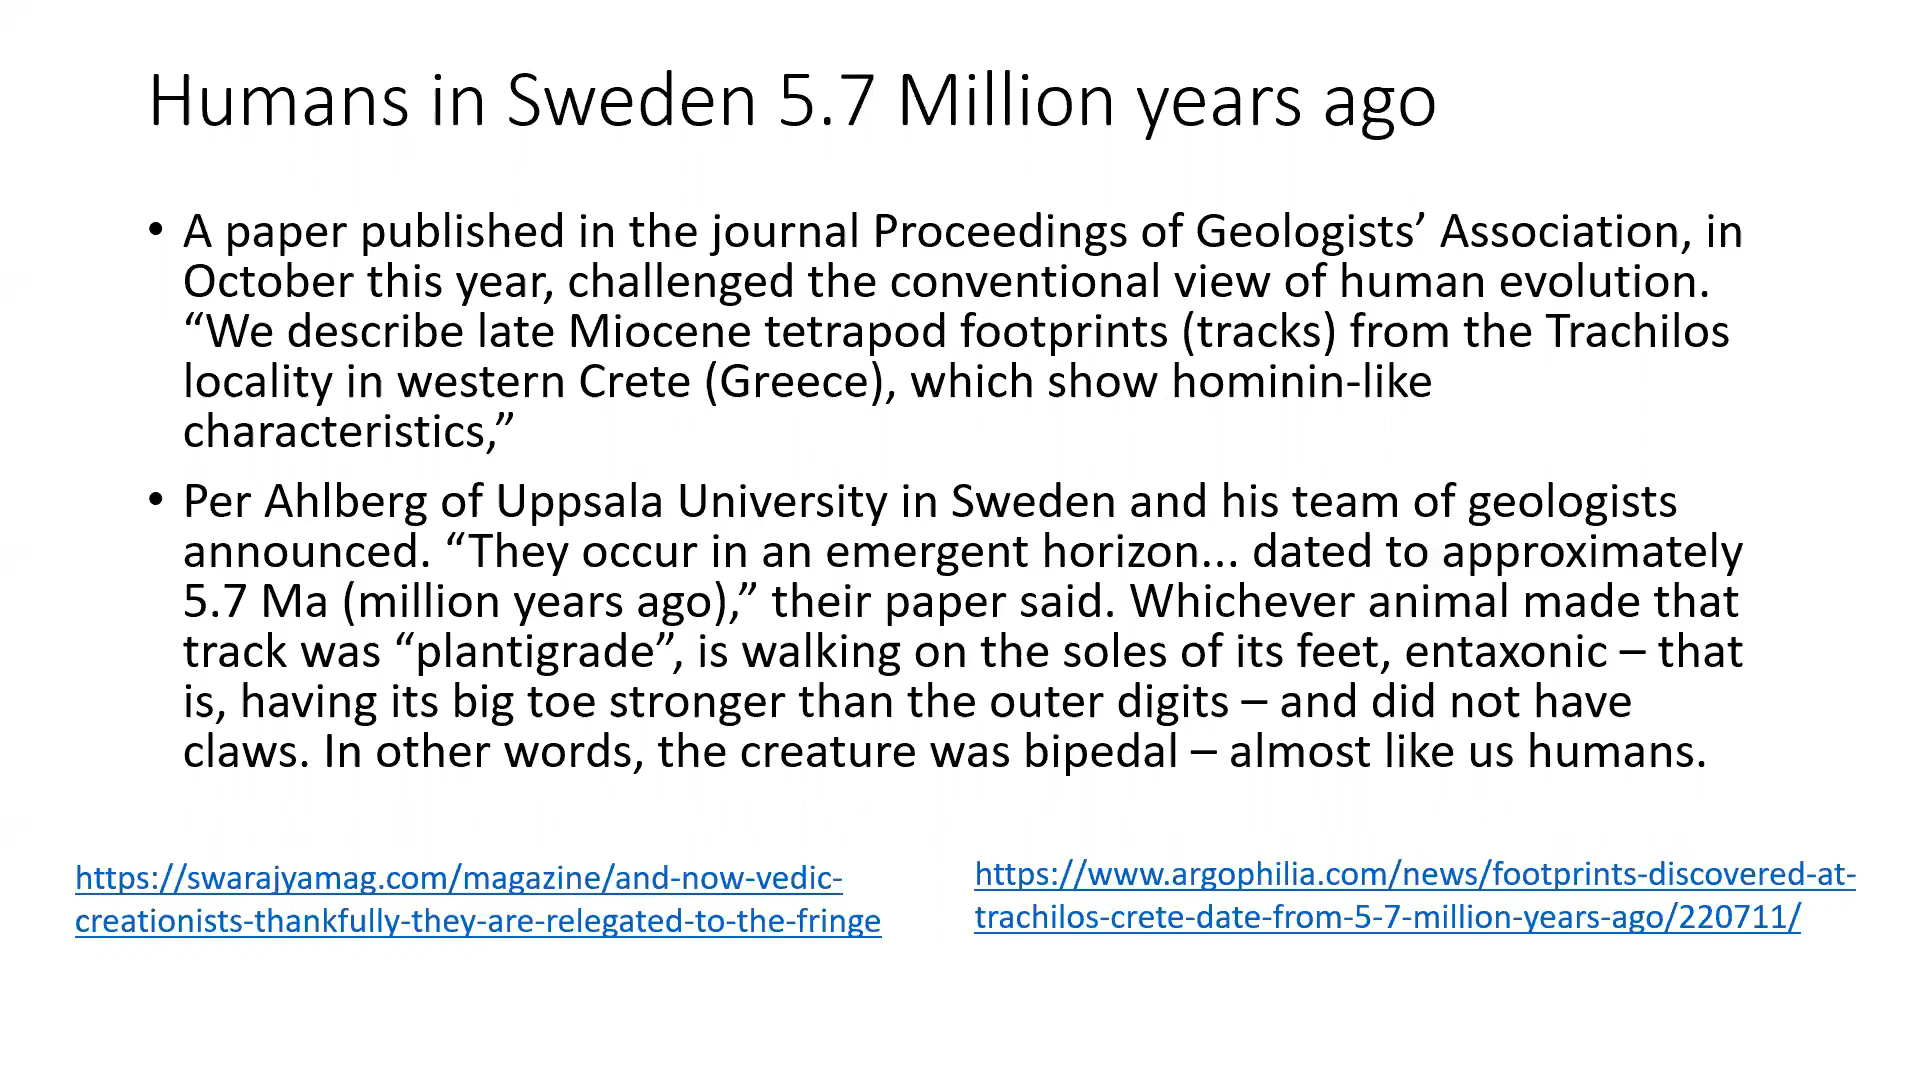 Humans in Sweden 5.7 Million years ago
• A paper published in the journal Proceedings of Geologists’ Association, in
October this year, challenged the conventional view of human evolution.
“We describe late Miocene tetrapod footprints (tracks) from the Trachilos
locality in western Crete (Greece), which show hominin-like
characteristics,”
• Per Ahlberg of Uppsala University in Sweden and his team of geologists
announced. “They occur in an emergent horizon... dated to approximately
5.7 Ma (million years ago),” their paper said. Whichever animal made that
track was “plantigrade”, is walking on the soles of its feet, entaxonic – that
is, having its big toe stronger than the outer digits – and did not have
claws. In other words, the creature was bipedal – almost like us humans.
https://swarajyamag.com/magazine/and-now-vedic-
creationists-thankfully-they-are-relegated-to-the-fringe
https://www.argophilia.com/news/footprints-discovered-at-
trachilos-crete-date-from-5-7-million-years-ago/220711/